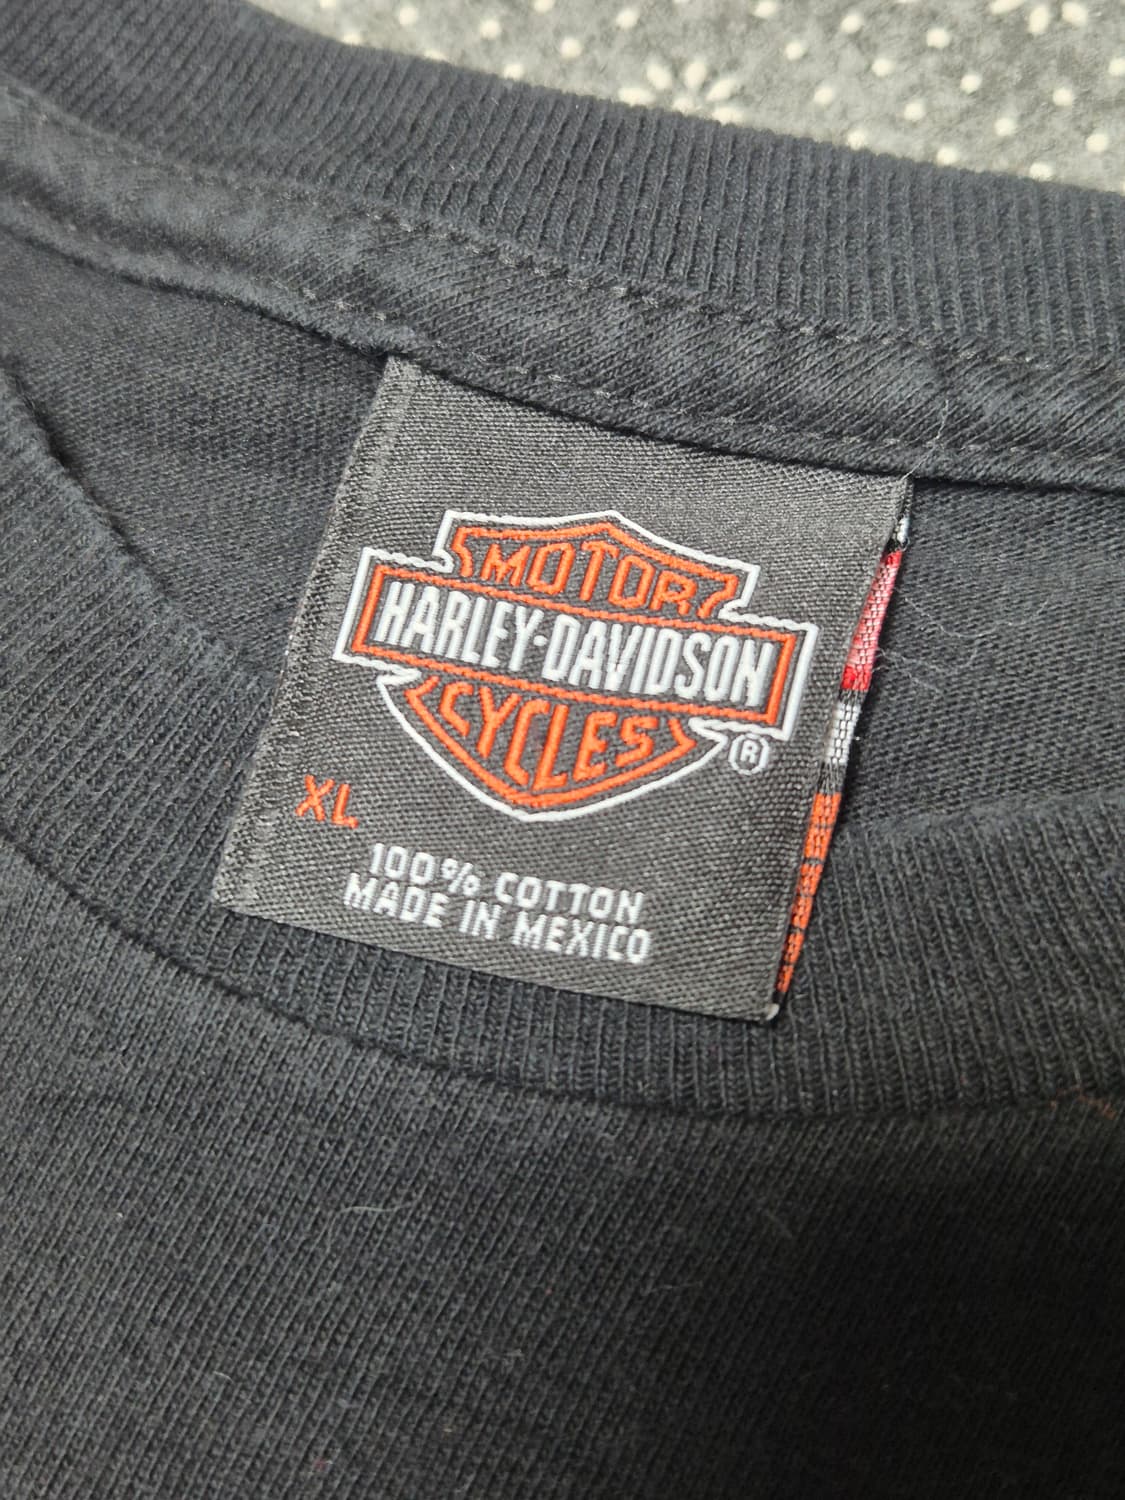 MOTOR
HARLEY-DAVIDSON
CYCLES
®
XL
100% COTTON
MADE IN MEXICO